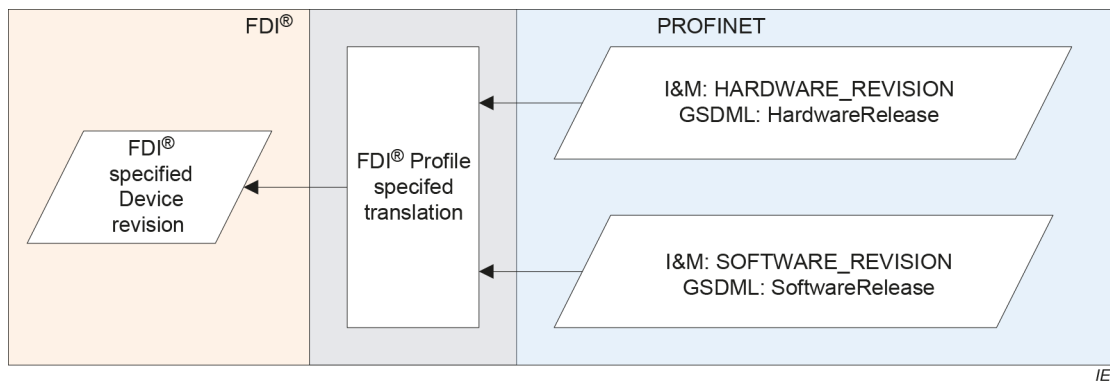 FDI®
PROFINET
FDI®
specified
Device
revision
FDI® Profile
specifed
translation
I&M: HARDWARE_REVISION
GSDML: HardwareRelease
I&M: SOFTWARE_REVISION
GSDML: SoftwareRelease
IE